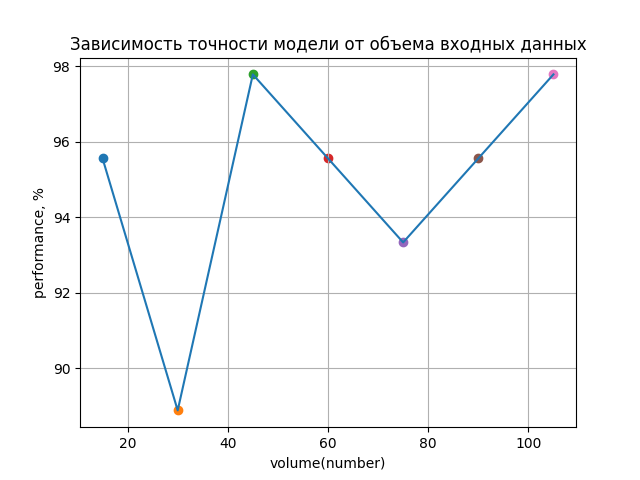 Зависимость точности модели от объема входных данных
98
96
94
92
90
performance, %
20 40 60 80 100
volume(number)